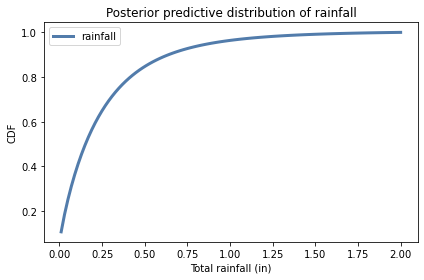 Posterior predictive distribution of rainfall
rainfall
1.0
0.8
0.6
0.4
0.2
CDF
0.00 0.25 0.50 0.75 1.00 1.25 1.50 1.75 2.00
Total rainfall (in)